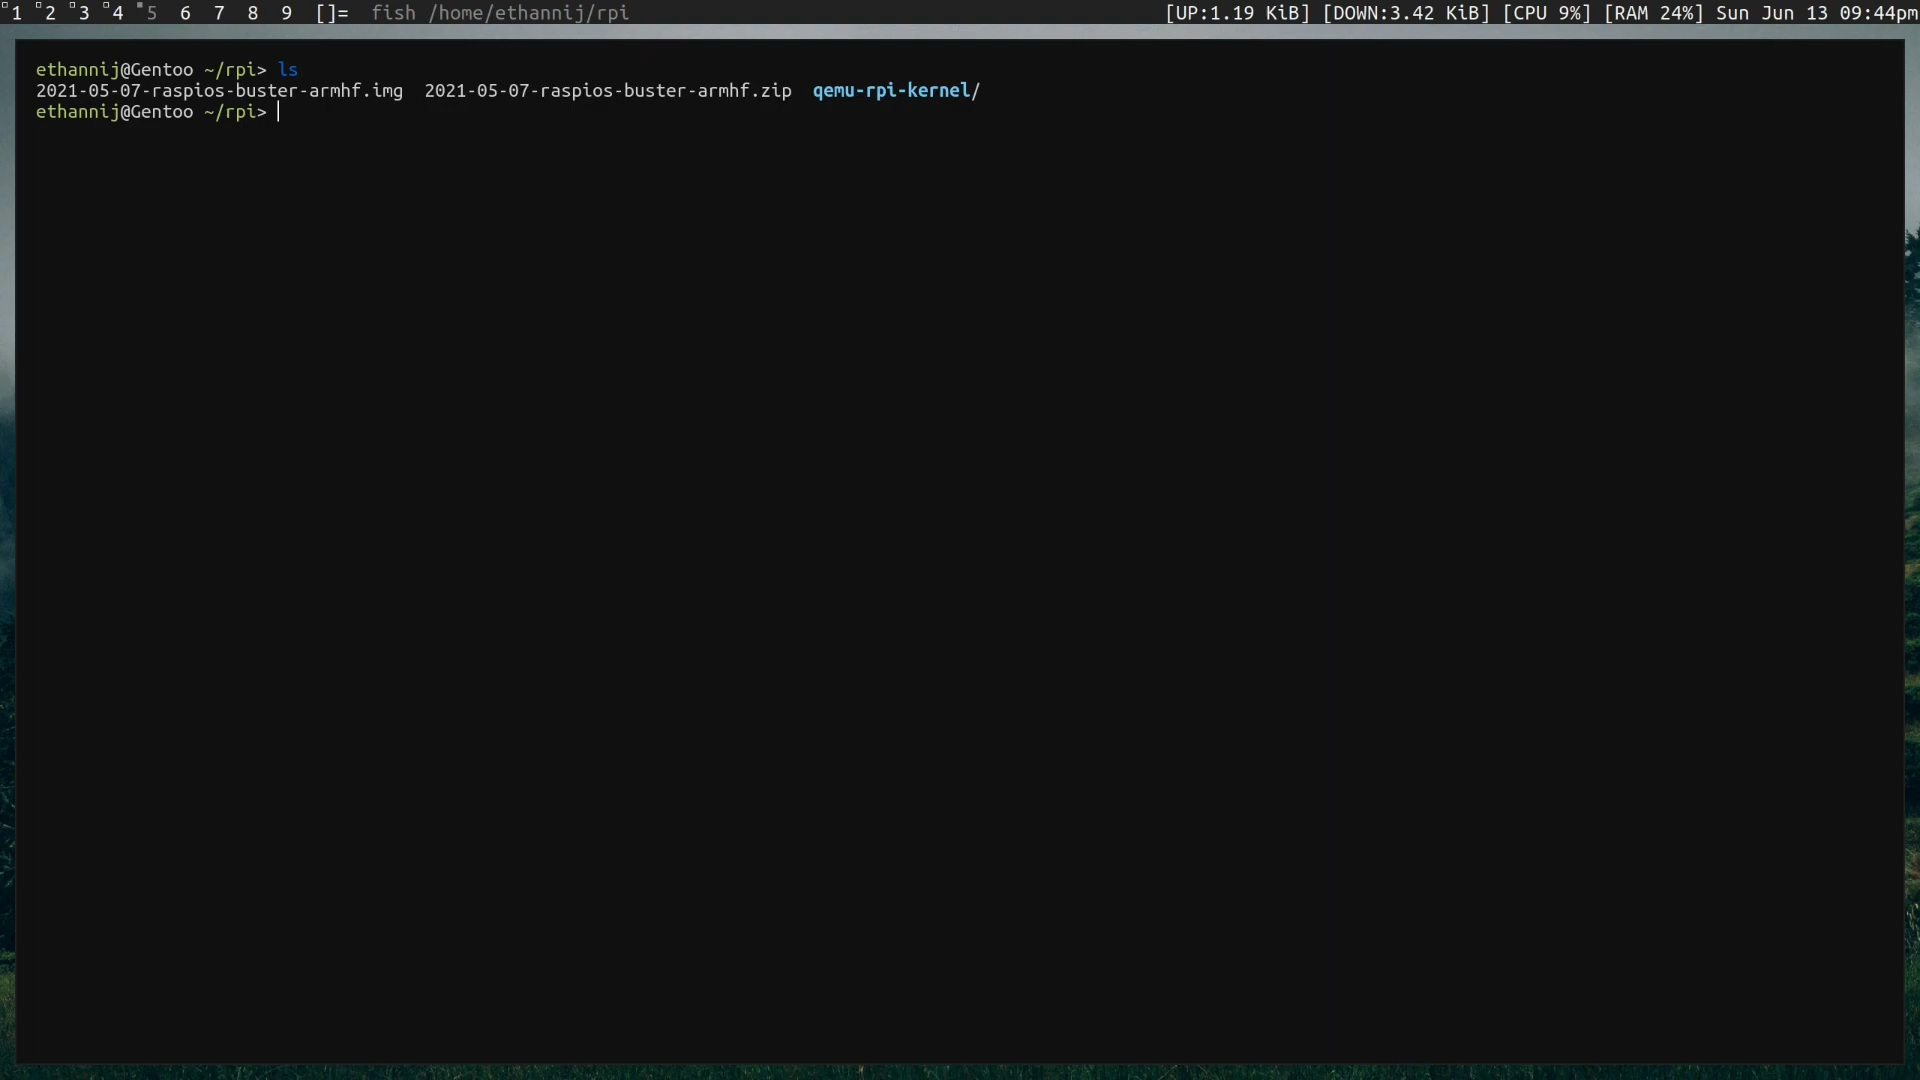 1 2 3 4 5 6 7 8 9 []= fish /home/ethannij/rpi [UP:1.19 KiB] [DOWN:3.42 KiB] [CPU 9%] [RAM 24%] Sun Jun 13 09:44pm
ethannij@Gentoo ~/rpi> ls
2021-05-07-raspios-buster-armhf.img 2021-05-07-raspios-buster-armhf.zip qemu-rpi-kernel/
ethannij@Gentoo ~/rpi>